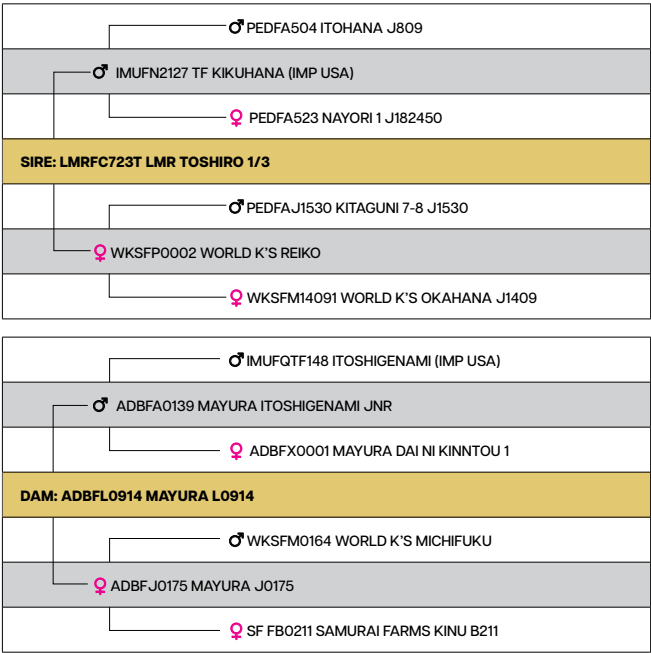 PEDFA504 ITOHANA J809
IMUFN2127 TF KIKUHANA (IMP USA)
PEDFA523 NAYORI 1 J182450
SIRE: LMRFC723T LMR TOSHIRO 1/3
PEDFAJ1530 KITAGUNI 7-8 J1530
WKSFP0002 WORLD K'S REIKO
WKSFM14091 WORLD K'S OKAHANA J1409
IMUFQTF148 ITOSHIGENAMI (IMP USA)
ADBFA0139 MAYURA ITOSHIGENAMI JNR
ADBFX0001 MAYURA DAI NI KINNTOU 1
DAM: ADBFL0914 MAYURA L0914
WKSFM0164 WORLD K'S MICHIFUKU
ADBFJ0175 MAYURA J0175
SF FB0211 SAMURAI FARMS KINU B211